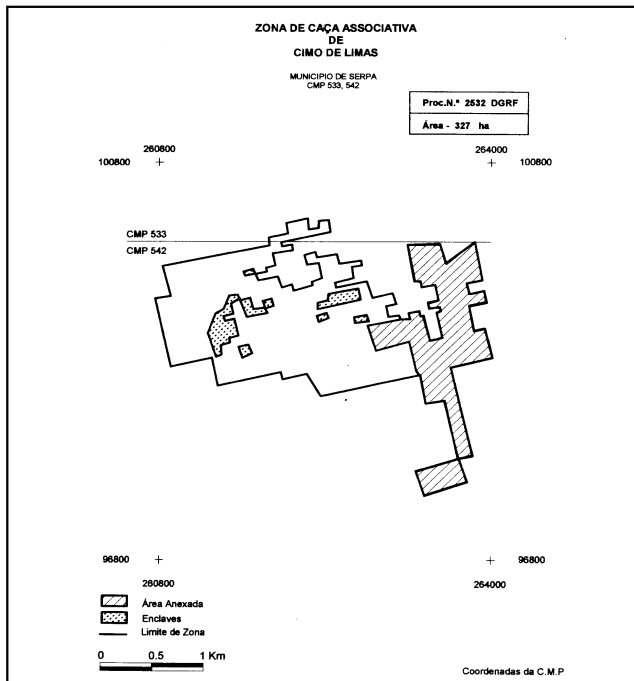 ZONA DE CAÇA ASSOCIATIVA
DE
CIMO DE LIMAS
MUNICIPIO DE SERPA
CMP 533, 542
Proc.N.º 2532 DGRF
Área - 327 ha
260800
264000
100800
100800
CMP 533
CMP 542
96800
96800
260800
264000
Área Anexada
Enclaves
Limite de Zona
0 0.5 1 Km
Coordenadas da C.M.P